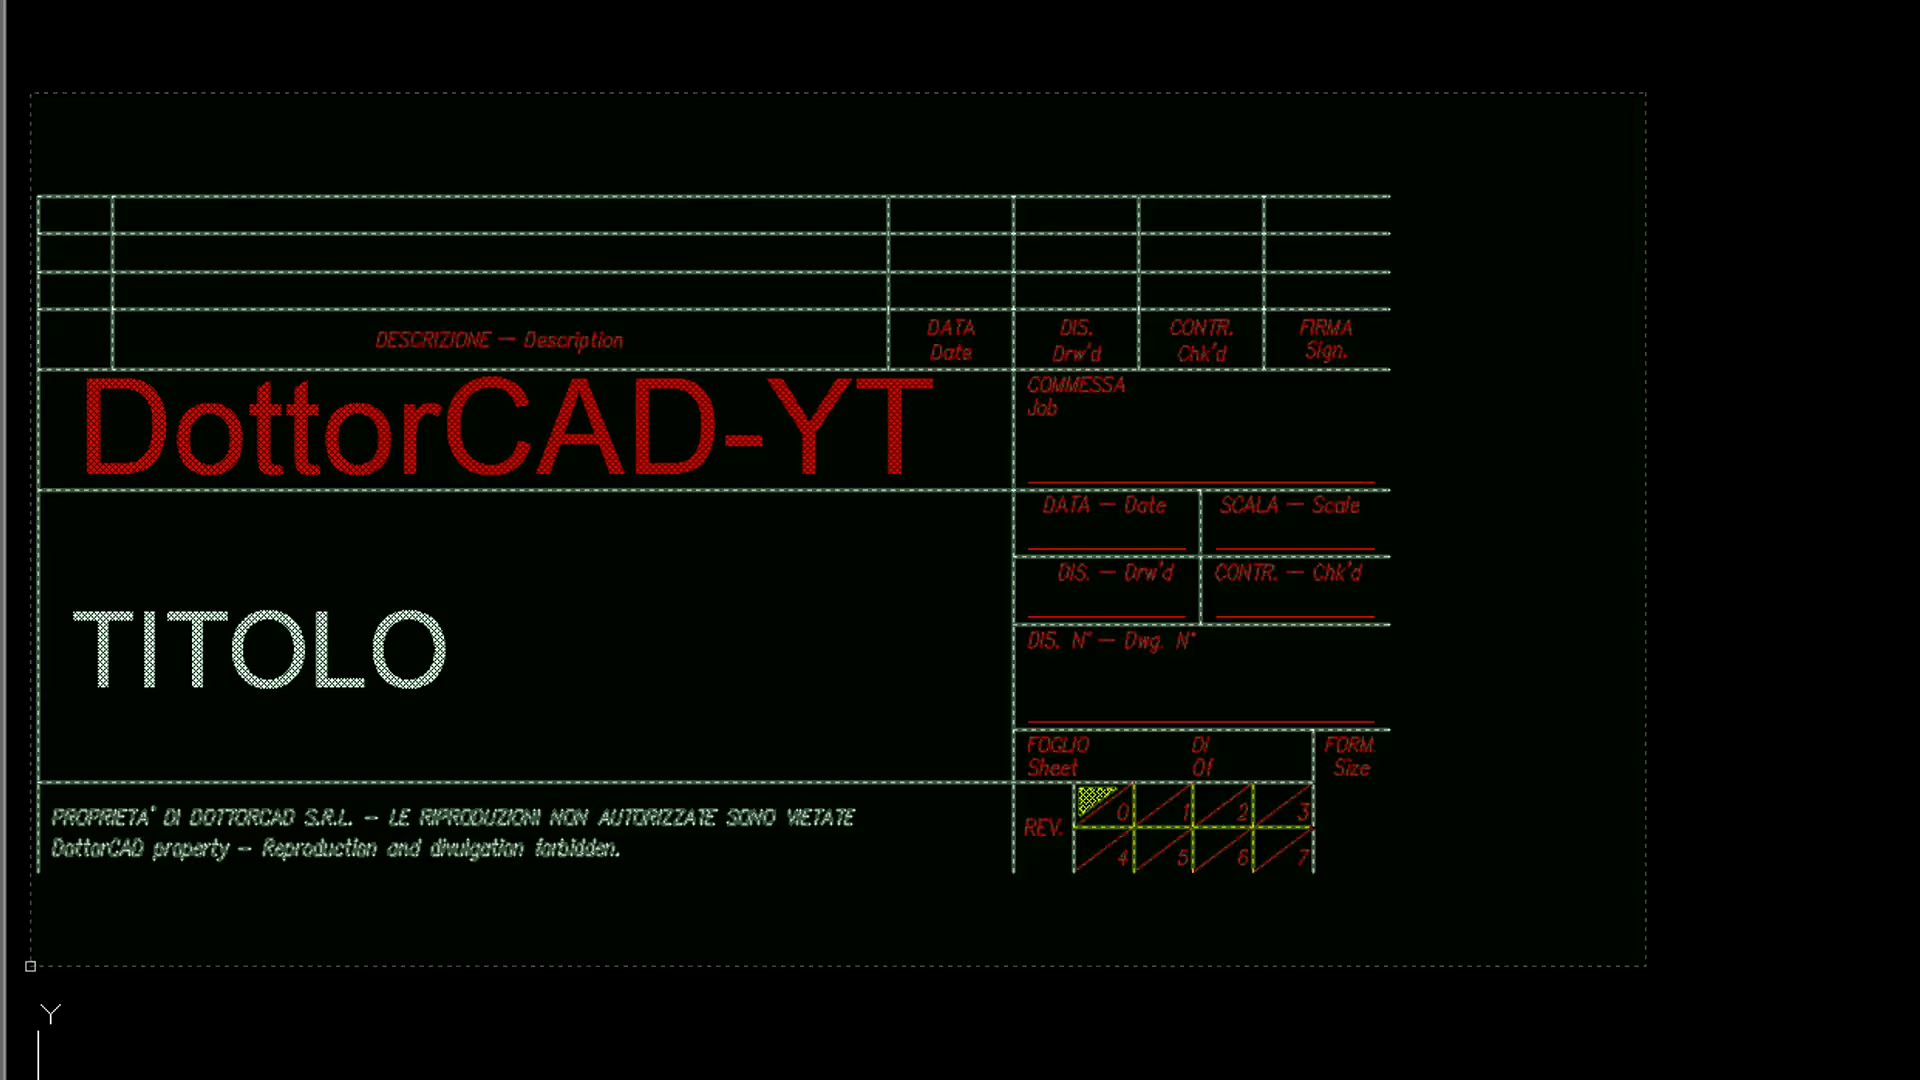 DESCRIZIONE — Description
DATA
Date
DIS.
Drw'd
CONTR.
Chk'd
FIRMA
Sign.
DottorCAD-YT
COMMESSA
Job
DATA — Date
SCALA — Scale
DIS. — Drw'd
CONTR. — Chk'd
TITOLO
DIS. N° — Dwg. N°
FOGLIO
Sheet
DI
Of
FORM.
Size
PROPRIETA' DI DOTTORCAD S.R.L. — LE RIPRODUZIONI NON AUTORIZZATE SONO VIETATE
DottorCAD property — Reproduction and divulgation forbidden.
REV.
0 1 2 3
4 5 6 7
Y